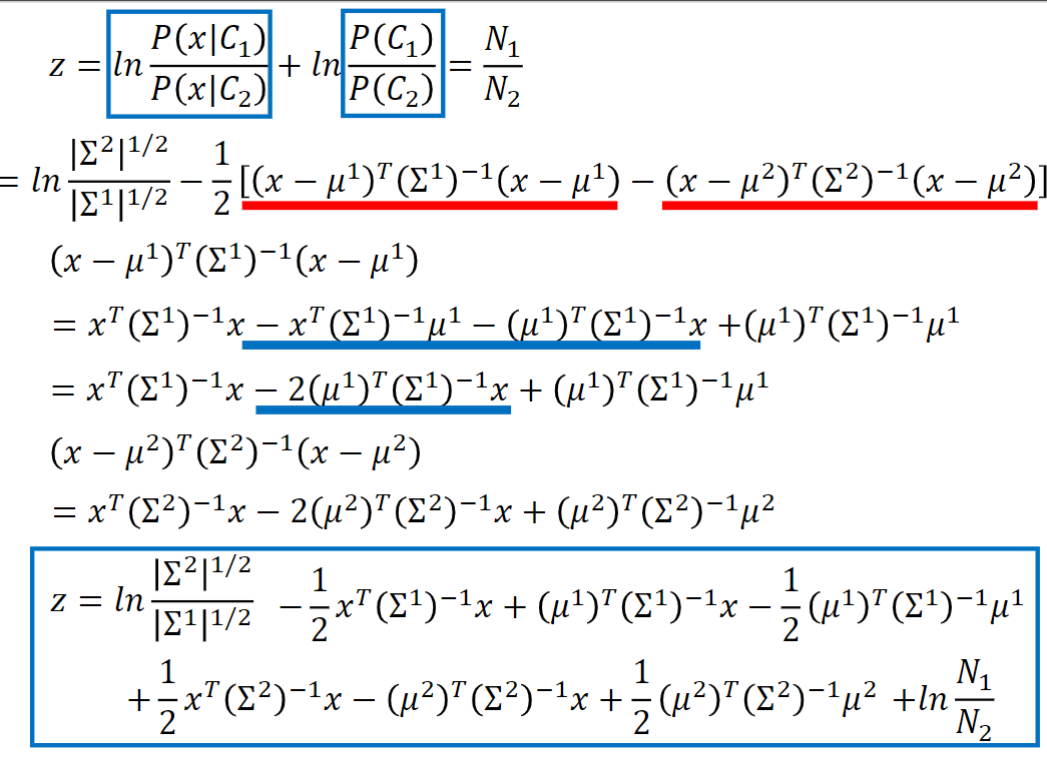 z = ln P(x|C₁)/P(x|C₂) + ln P(C₁)/P(C₂) = N₁/N₂
= ln |Σ²|^{1/2}/|Σ¹|^{1/2} − 1/2 [(x − μ¹)ᵀ(Σ¹)⁻¹(x − μ¹) − (x − μ²)ᵀ(Σ²)⁻¹(x − μ²)]
(x − μ¹)ᵀ(Σ¹)⁻¹(x − μ¹)
= xᵀ(Σ¹)⁻¹x − xᵀ(Σ¹)⁻¹μ¹ − (μ¹)ᵀ(Σ¹)⁻¹x +(μ¹)ᵀ(Σ¹)⁻¹μ¹
= xᵀ(Σ¹)⁻¹x − 2(μ¹)ᵀ(Σ¹)⁻¹x + (μ¹)ᵀ(Σ¹)⁻¹μ¹
(x − μ²)ᵀ(Σ²)⁻¹(x − μ²)
= xᵀ(Σ²)⁻¹x − 2(μ²)ᵀ(Σ²)⁻¹x + (μ²)ᵀ(Σ²)⁻¹μ²
z = ln |Σ²|^{1/2}/|Σ¹|^{1/2} − 1/2 xᵀ(Σ¹)⁻¹x + (μ¹)ᵀ(Σ¹)⁻¹x − 1/2 (μ¹)ᵀ(Σ¹)⁻¹μ¹
+ 1/2 xᵀ(Σ²)⁻¹x − (μ²)ᵀ(Σ²)⁻¹x + 1/2 (μ²)ᵀ(Σ²)⁻¹μ² +ln N₁/N₂